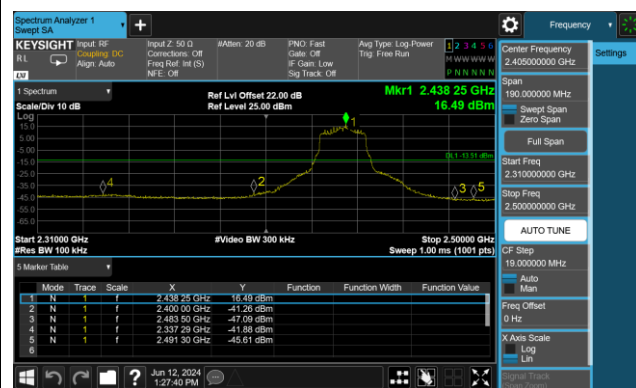 Spectrum Analyzer 1
Swept SA
Frequency
KEYSIGHT
RL
LXI
Input: RF
Coupling: DC
Align: Auto
Input Z: 50 Ω
Corrections: Off
Freq Ref: Int (S)
NFE: Off
#Atten: 20 dB
PNO: Fast
Gate: Off
IF Gain: Low
Sig Track: Off
Avg Type: Log-Power
Trig: Free Run
1 2 3 4 5 6
M W W W W W
P N N N N N
Center Frequency
2.405000000 GHz
Settings
Span
190.000000 MHz
Swept Span
Zero Span
Full Span
Start Freq
2.310000000 GHz
Stop Freq
2.500000000 GHz
AUTO TUNE
CF Step
19.000000 MHz
Auto
Man
Freq Offset
0 Hz
X Axis Scale
Log
Lin
Signal Track
(Span Zoom)
1 Spectrum
Scale/Div 10 dB
Ref Lvl Offset 22.00 dB
Ref Level 25.00 dBm
Mkr1 2.438 25 GHz
16.49 dBm
Log
15.0
5.00
-5.00
-15.0
-25.0
-35.0
-45.0
-55.0
-65.0
1
DL1 -13.51 dBm
4
2
3
5
Start 2.31000 GHz
#Res BW 100 kHz
#Video BW 300 kHz
Stop 2.50000 GHz
Sweep 1.00 ms (1001 pts)
5 Marker Table
Mode Trace Scale X Y Function Function Width Function Value
1 N 1 f 2.438 25 GHz 16.49 dBm
2 N 1 f 2.400 00 GHz -41.26 dBm
3 N 1 f 2.483 50 GHz -47.09 dBm
4 N 1 f 2.337 29 GHz -41.88 dBm
5 N 1 f 2.491 30 GHz -45.61 dBm
6
?
Jun 12, 2024
1:27:40 PM